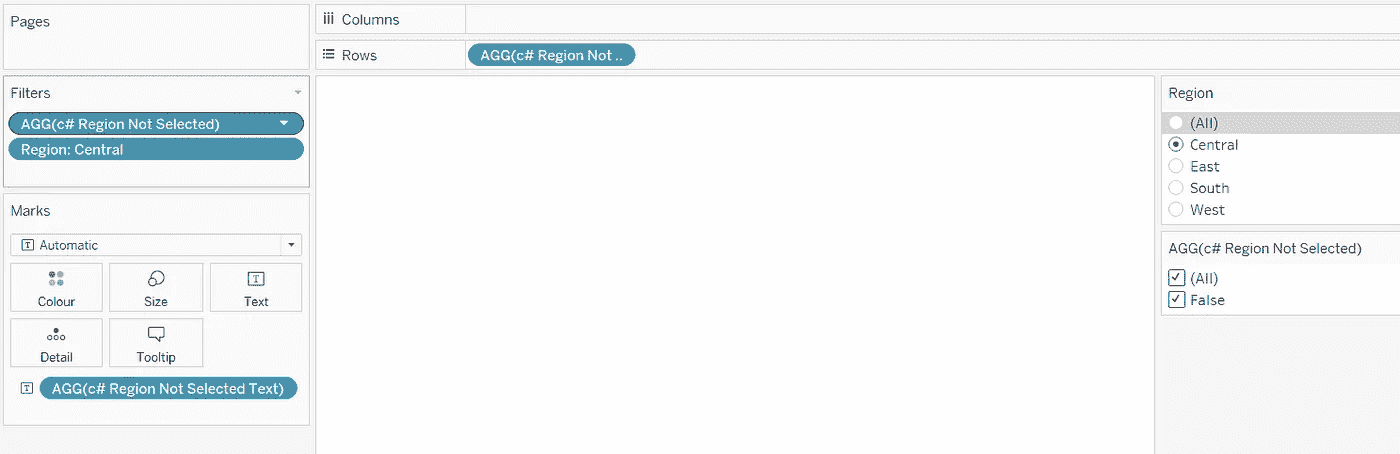 Pages
Columns
Rows
AGG(c# Region Not ..
Filters
AGG(c# Region Not Selected)
Region: Central
Marks
T Automatic
Colour
Size
T
Text
Detail
Tooltip
T AGG(c# Region Not Selected Text)
Region
(All)
Central
East
South
West
AGG(c# Region Not Selected)
(All)
False